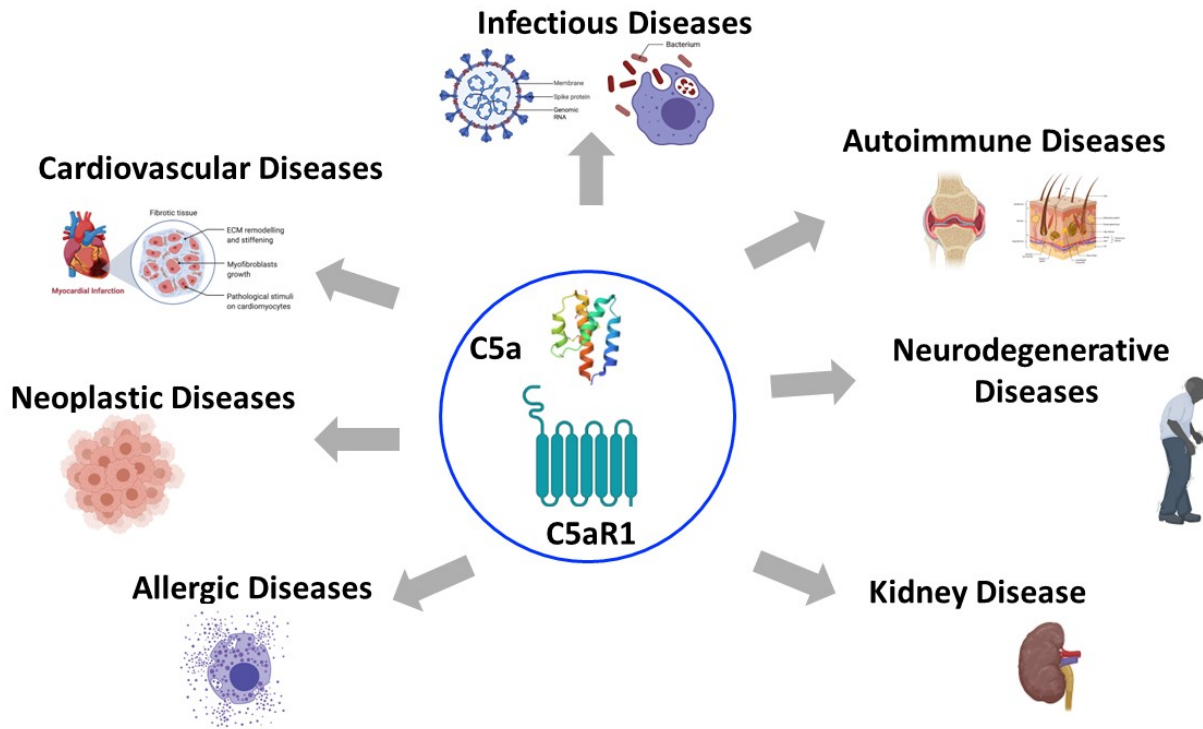 Infectious Diseases
Bacterium
Membrane
Spike protein
Genomic
RNA
Autoimmune Diseases
Cardiovascular Diseases
Fibrotic tissue
ECM remodelling
and stiffening
Myofibroblasts
growth
Pathological stimuli
on cardiomyocytes
Myocardial Infarction
C5a
Neurodegenerative
Diseases
Neoplastic Diseases
C5aR1
Allergic Diseases
Kidney Disease